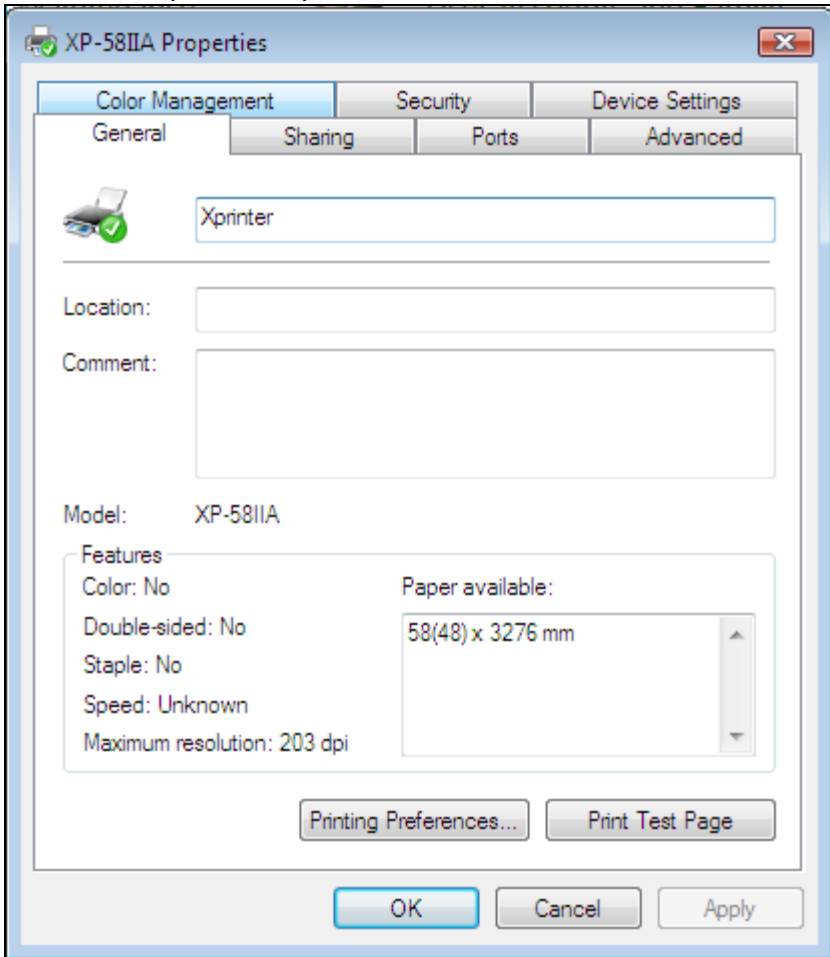 XP-58IIA Properties
Color Management Security Device Settings
General Sharing Ports Advanced
Xprinter
Location:
Comment:
Model: XP-58IIA
Features
Color: No
Paper available:
Double-sided: No
58(48) x 3276 mm
Staple: No
Speed: Unknown
Maximum resolution: 203 dpi
Printing Preferences... Print Test Page
OK Cancel Apply